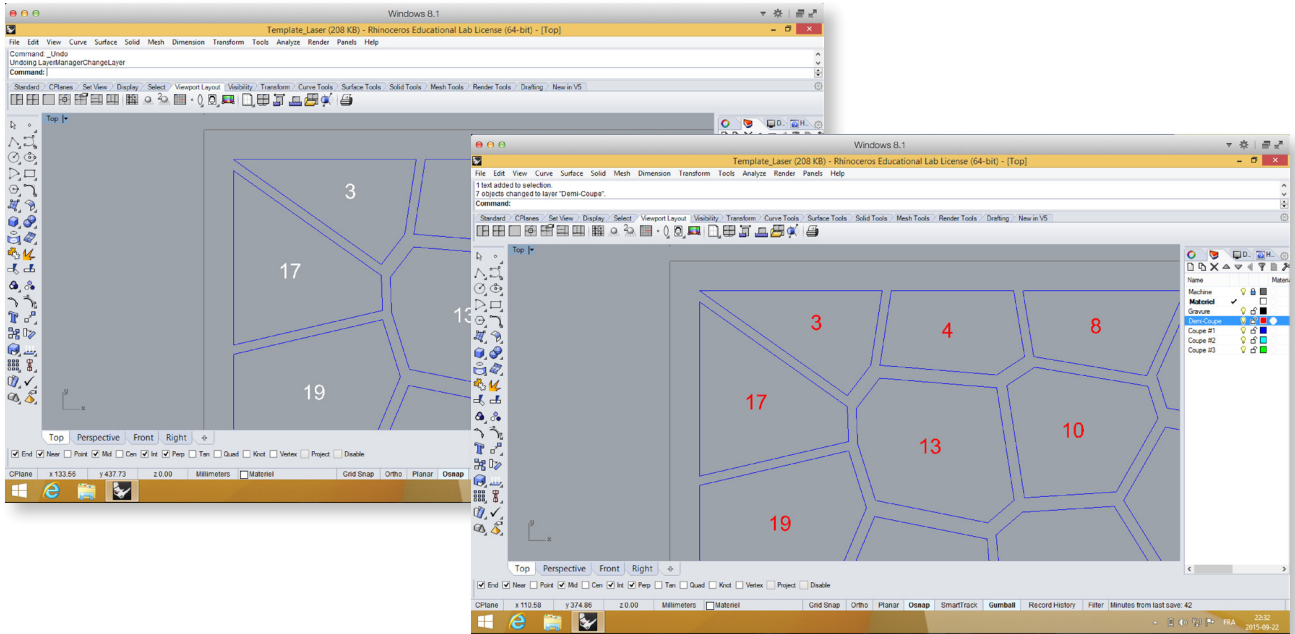 Windows 8.1
Template_Laser (208 KB) - Rhinoceros Educational Lab License (64-bit) - [Top]
File Edit View Curve Surface Solid Mesh Dimension Transform Tools Analyze Render Panels Help
Command: _Undo
Undoing LayerManagerChangeLayer
Command:
Standard CPlanes Set View Display Select Viewport Layout Visibility Transform Curve Tools Surface Tools Solid Tools Mesh Tools Render Tools Drafting New in V5
Top
D.. H..
3
17
13
19
y
x
Top Perspective Front Right
End Near Point Mid Cen Int Perp Tan Quad Knot Vertex Project Disable
CPlane x 133.56 y 437.73 z 0.00 Millimeters Materiel Grid Snap Ortho Planar Osnap
Windows 8.1
Template_Laser (208 KB) - Rhinoceros Educational Lab License (64-bit) - [Top]
File Edit View Curve Surface Solid Mesh Dimension Transform Tools Analyze Render Panels Help
1 text added to selection.
7 objects changed to layer "Demi-Coupe".
Command:
Standard CPlanes Set View Display Select Viewport Layout Visibility Transform Curve Tools Surface Tools Solid Tools Mesh Tools Render Tools Drafting New in V5
Top
D.. H..
Name Materi
Machine
Materiel
Gravure
Demi-Coupe
Coupe #1
Coupe #2
Coupe #3
3
4
8
17
13
10
19
y
x
Top Perspective Front Right
End Near Point Mid Cen Int Perp Tan Quad Knot Vertex Project Disable
CPlane x 110.58 y 374.86 z 0.00 Millimeters Materiel Grid Snap Ortho Planar Osnap SmartTrack Gumball Record History Filter Minutes from last save: 42
FRA
22:32
2015-09-22